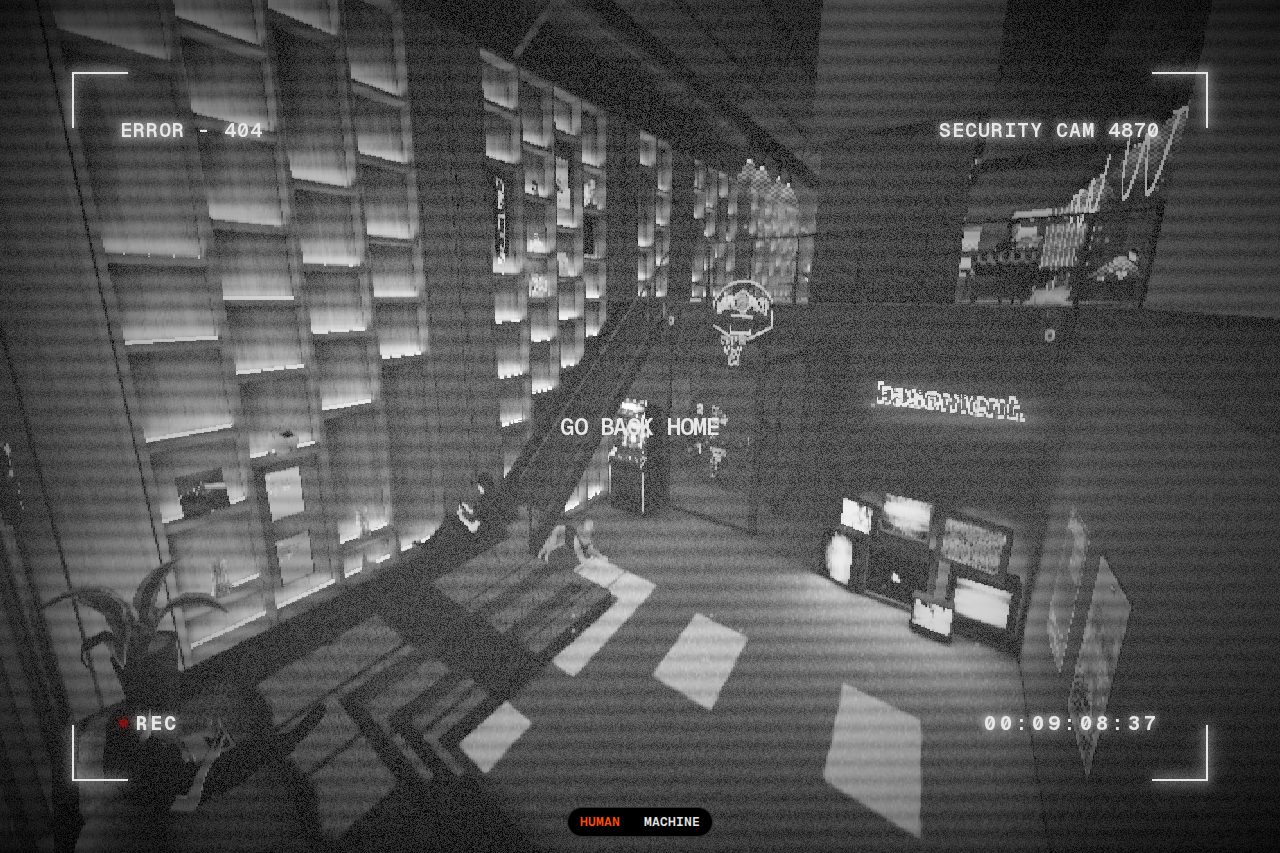 ERROR - 404
SECURITY CAM 4870
GO BACK HOME
REC
00:09:08:37
HUMAN MACHINE